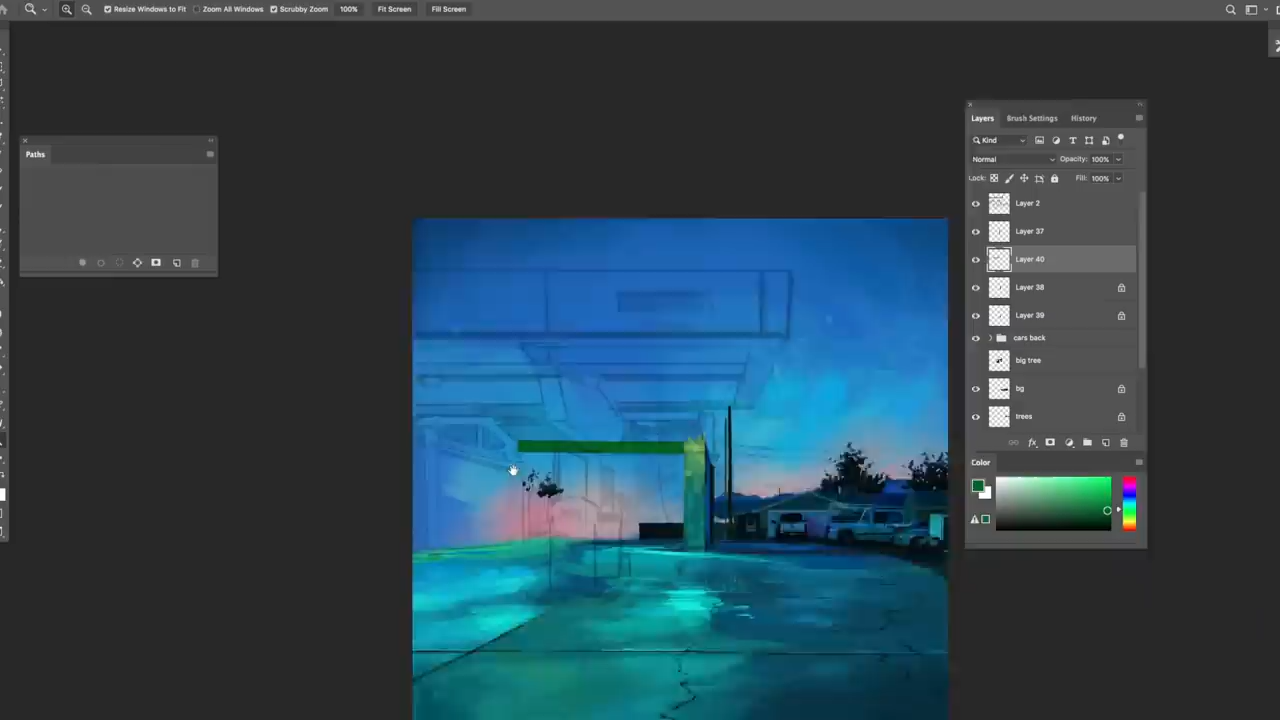 Resize Windows to Fit Zoom All Windows Scrubby Zoom 100% Fit Screen Fill Screen
Paths
Layers Brush Settings History
Kind
Normal Opacity: 100%
Lock: Fill: 100%
Layer 2
Layer 37
Layer 40
Layer 38
Layer 39
cars back
big tree
bg
trees
fx
Color